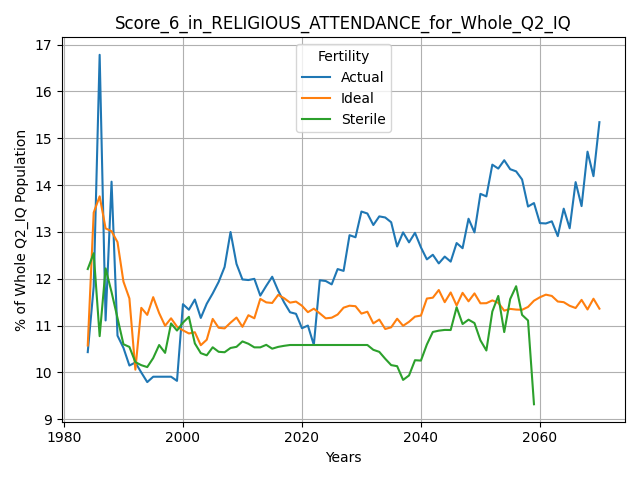 Score_6_in_RELIGIOUS_ATTENDANCE_for_Whole_Q2_IQ
Fertility
Actual
Ideal
Sterile
% of Whole Q2_IQ Population
17
16
15
14
13
12
11
10
9
1980
2000
2020
2040
2060
Years